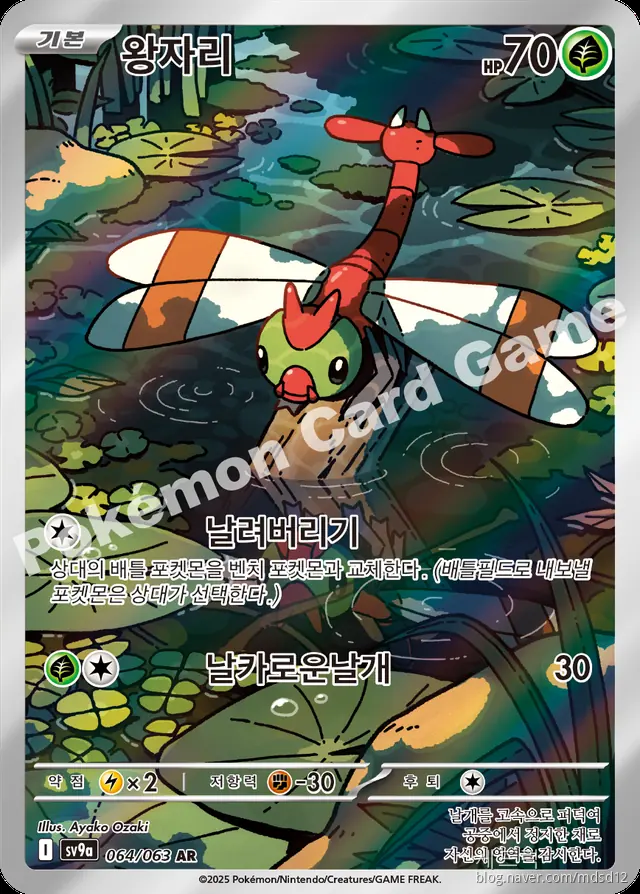 기본
왕자리
HP 70
Pokémon Card Game
날려버리기
상대의 배틀 포켓몬을 벤치 포켓몬과 교체한다. (배틀필드로 내보낼
포켓몬은 상대가 선택한다.)
날카로운날개 30
약점 ×2 저항력 -30 후퇴
Illus. Ayako Ozaki
I sv9a 064/063 AR
날개를 고속으로 퍼덕여
공중에서 정지한 채로
자신의 영역을 감시한다.
©2025 Pokémon/Nintendo/Creatures/GAME FREAK.
blog.naver.com/mdsd12